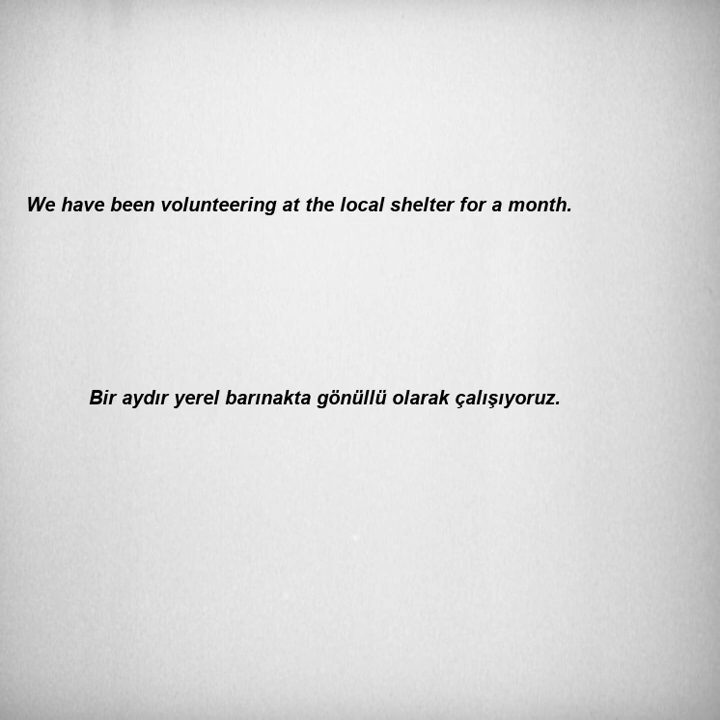 We have been volunteering at the local shelter for a month.
Bir aydır yerel barınakta gönüllü olarak çalışıyoruz.